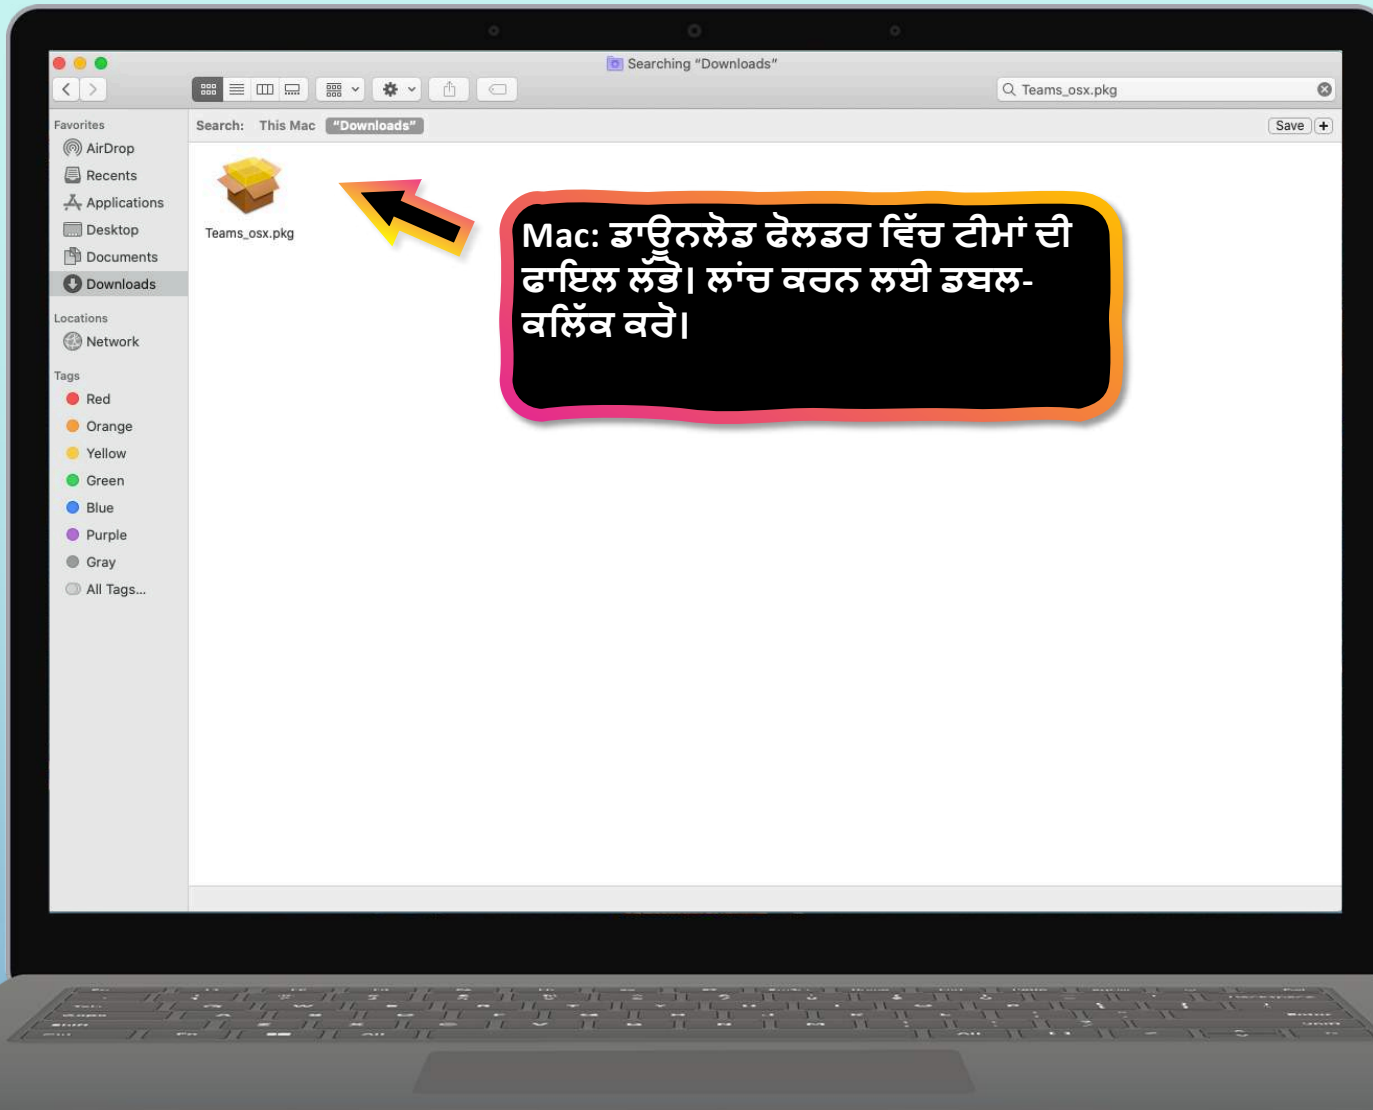 Searching “Downloads”
Teams_osx.pkg
Favorites
Search: This Mac “Downloads”
Save +
AirDrop
Recents
Applications
Desktop
Documents
Downloads
Locations
Network
Tags
Red
Orange
Yellow
Green
Blue
Purple
Gray
All Tags...
Teams_osx.pkg
Mac: ਡਾਊਨਲੋਡ ਫੋਲਡਰ ਵਿੱਚ ਟੀਮਾਂ ਦੀ
ਫਾਇਲ ਲੱਭੋ। ਲਾਂਚ ਕਰਨ ਲਈ ਡਬਲ-
ਕਲਿੱਕ ਕਰੋ।